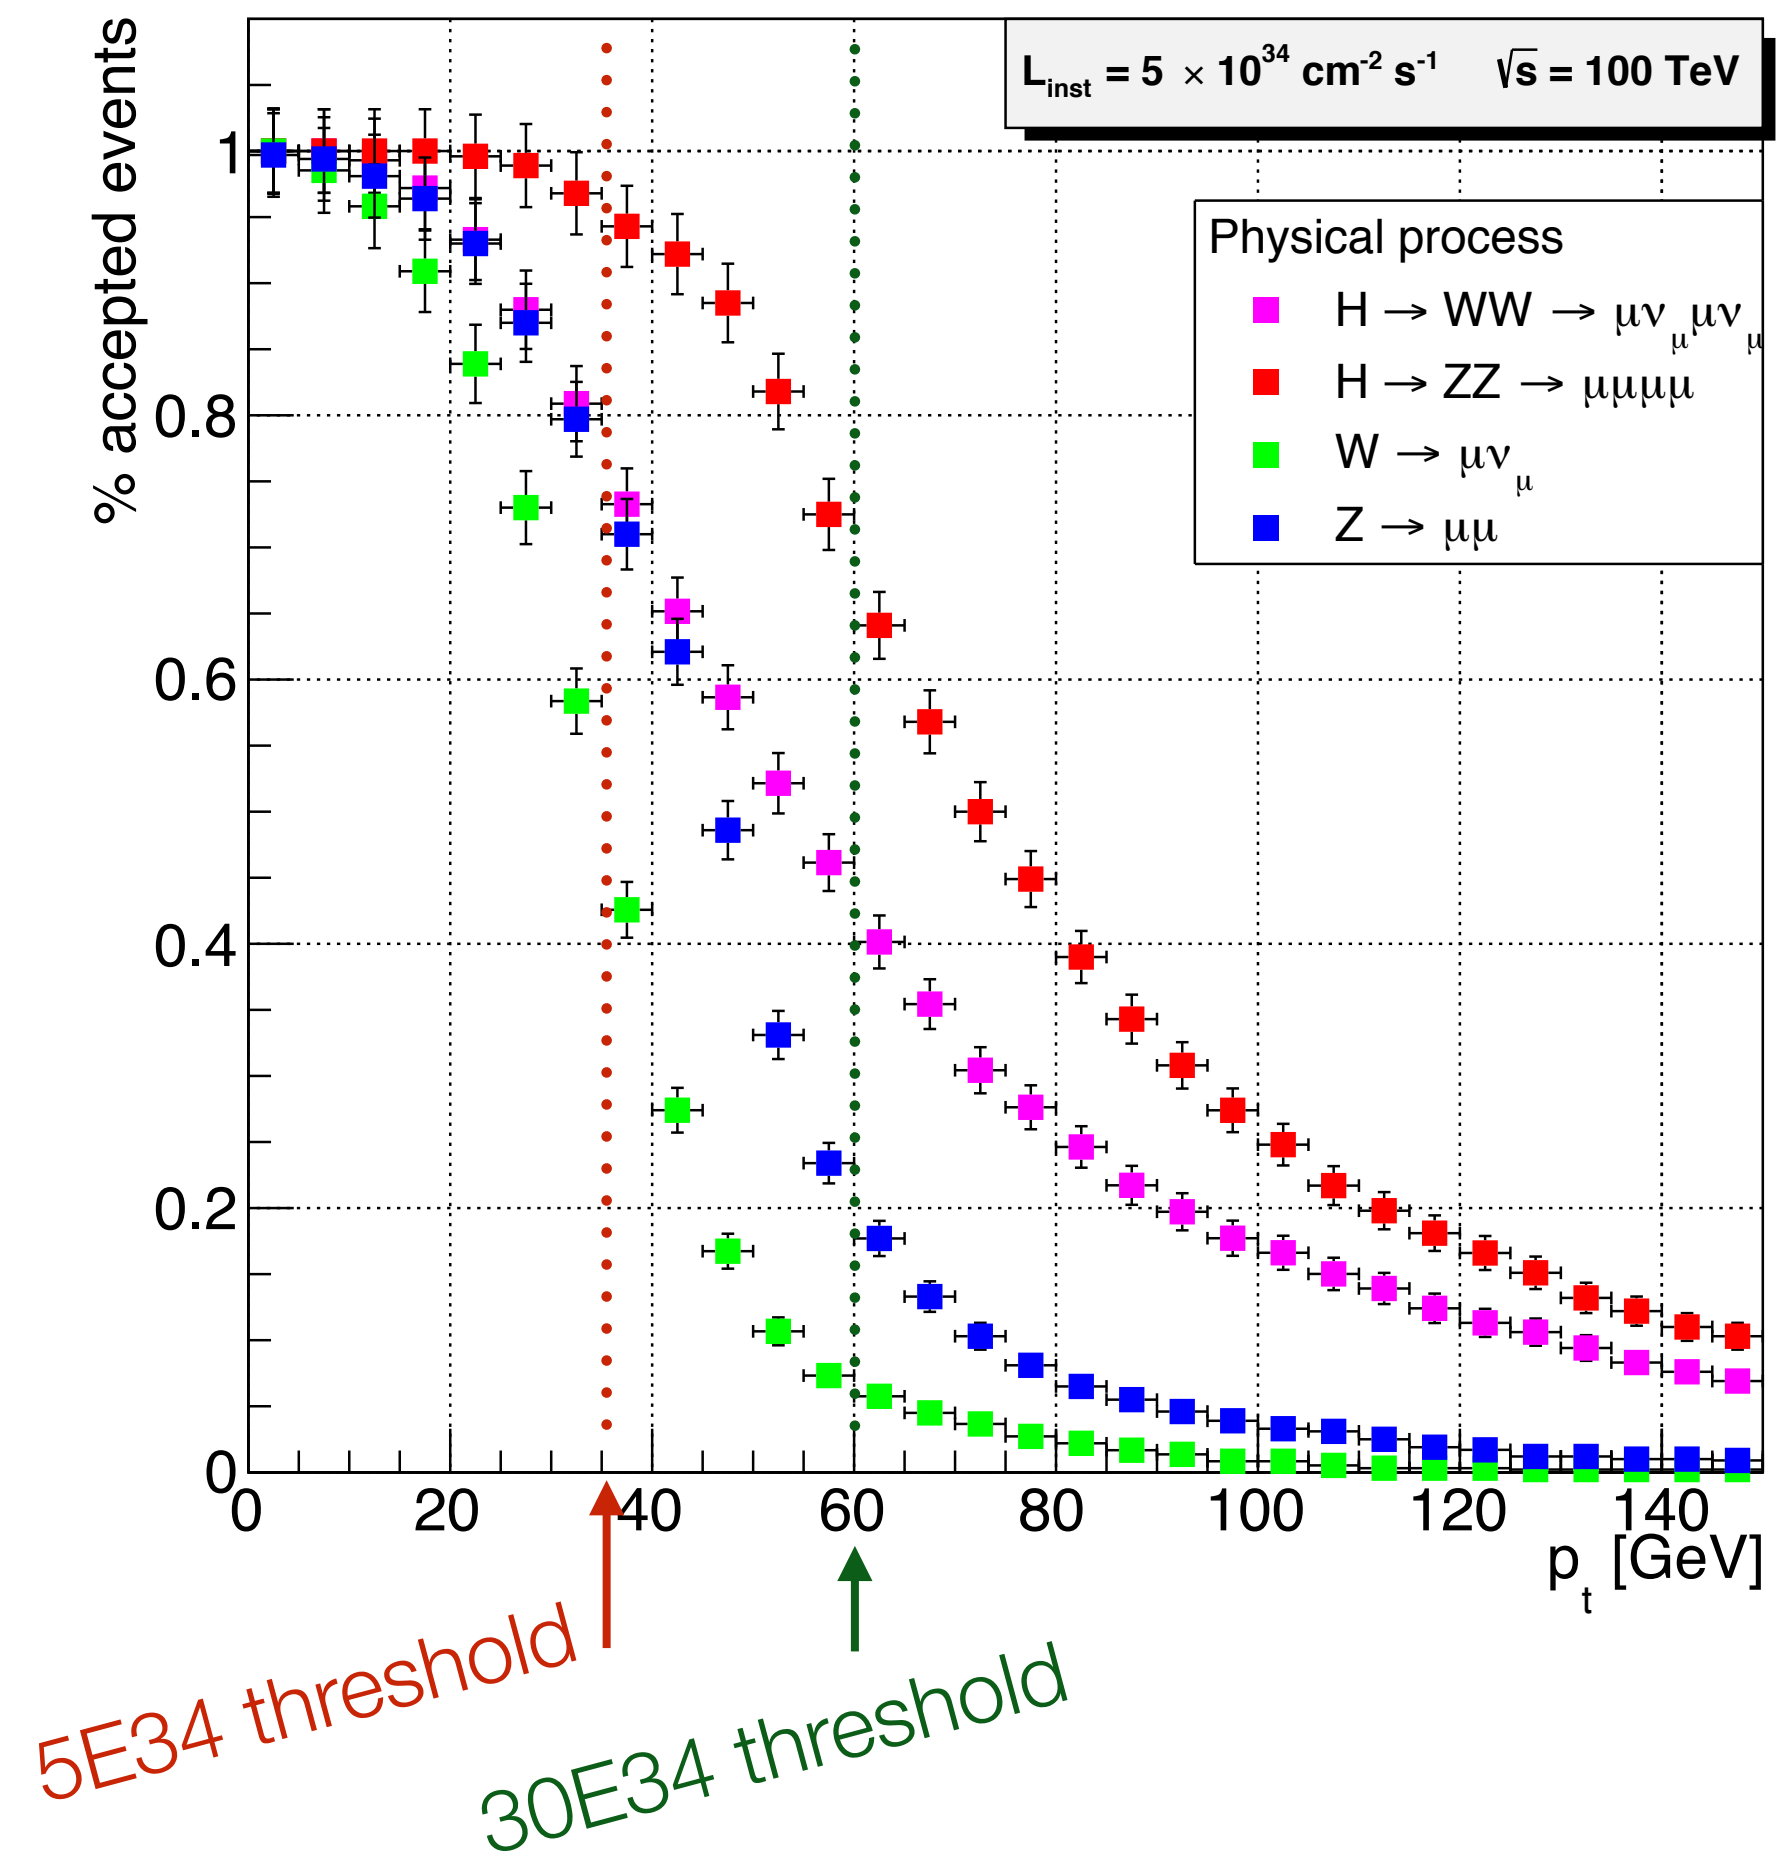 % accepted events
L_inst = 5 × 10^34 cm^-2 s^-1 √s = 100 TeV
Physical process
H → WW → μν_μμν_μ
H → ZZ → μμμμ
W → μν_μ
Z → μμ
1
0.8
0.6
0.4
0.2
0
0 20 40 60 80 100 120 140
p_t [GeV]
5E34 threshold
30E34 threshold